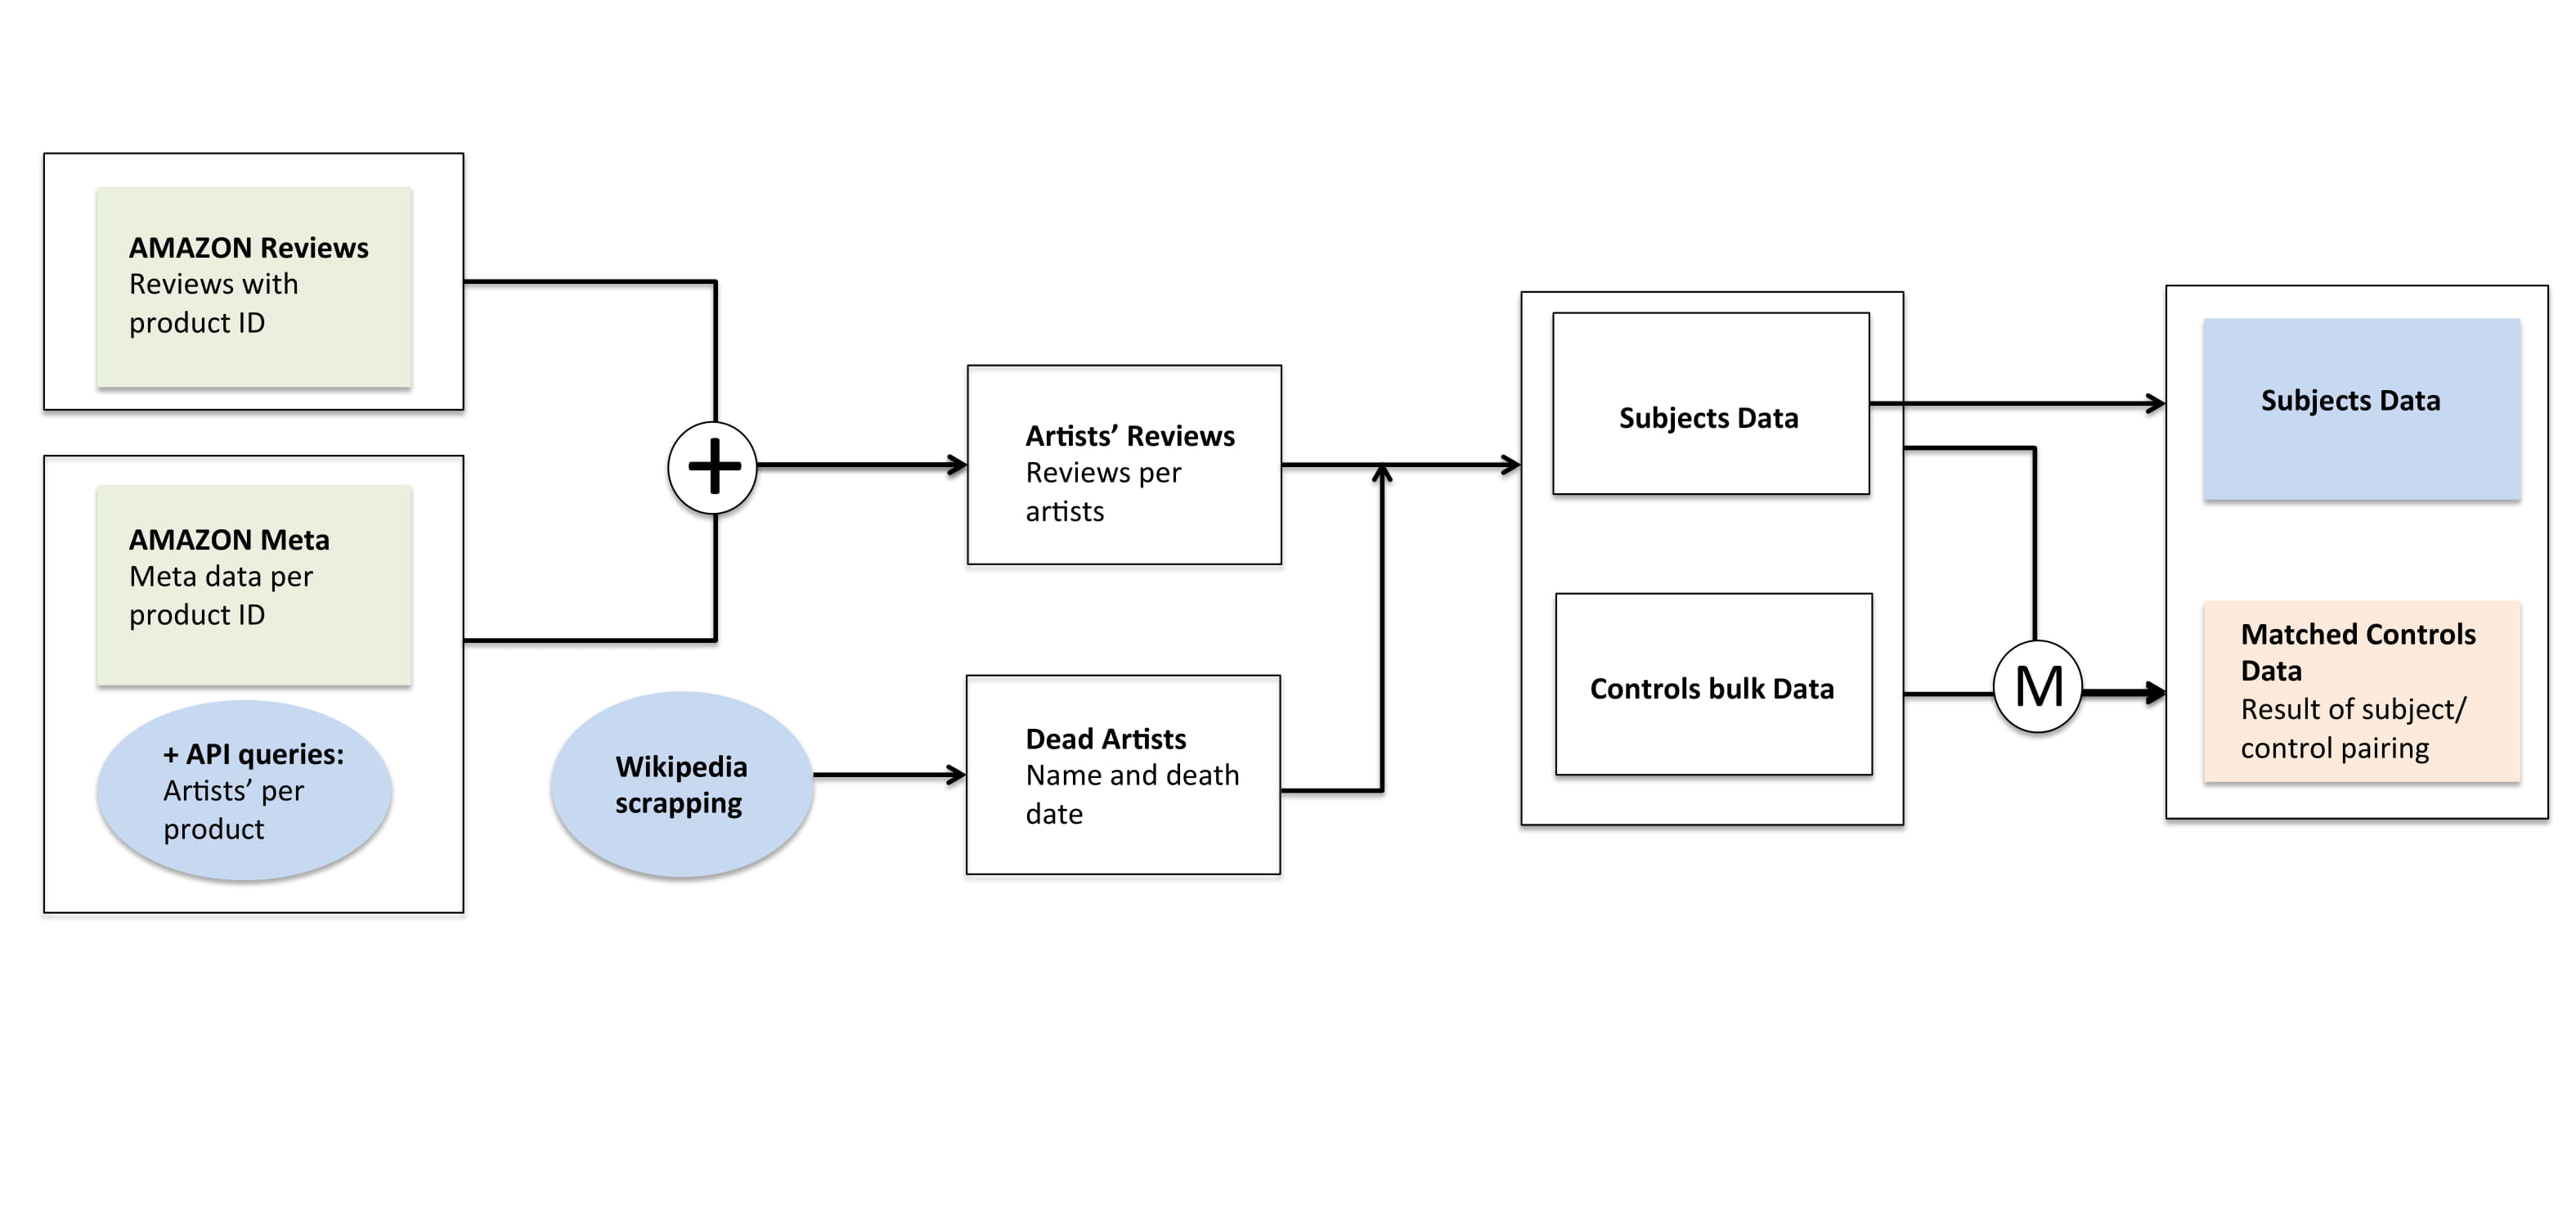 AMAZON Reviews
Reviews with
product ID
AMAZON Meta
Meta data per
product ID
+ API queries:
Artists’ per
product
+
Wikipedia
scrapping
Artists’ Reviews
Reviews per
artists
Dead Artists
Name and death
date
Subjects Data
Controls bulk Data
M
Subjects Data
Matched Controls
Data
Result of subject/
control pairing